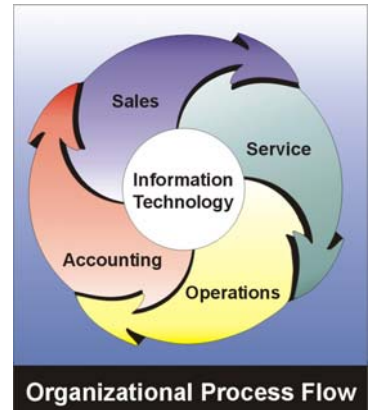 Sales
Service
Information
Technology
Accounting
Operations
Organizational Process Flow